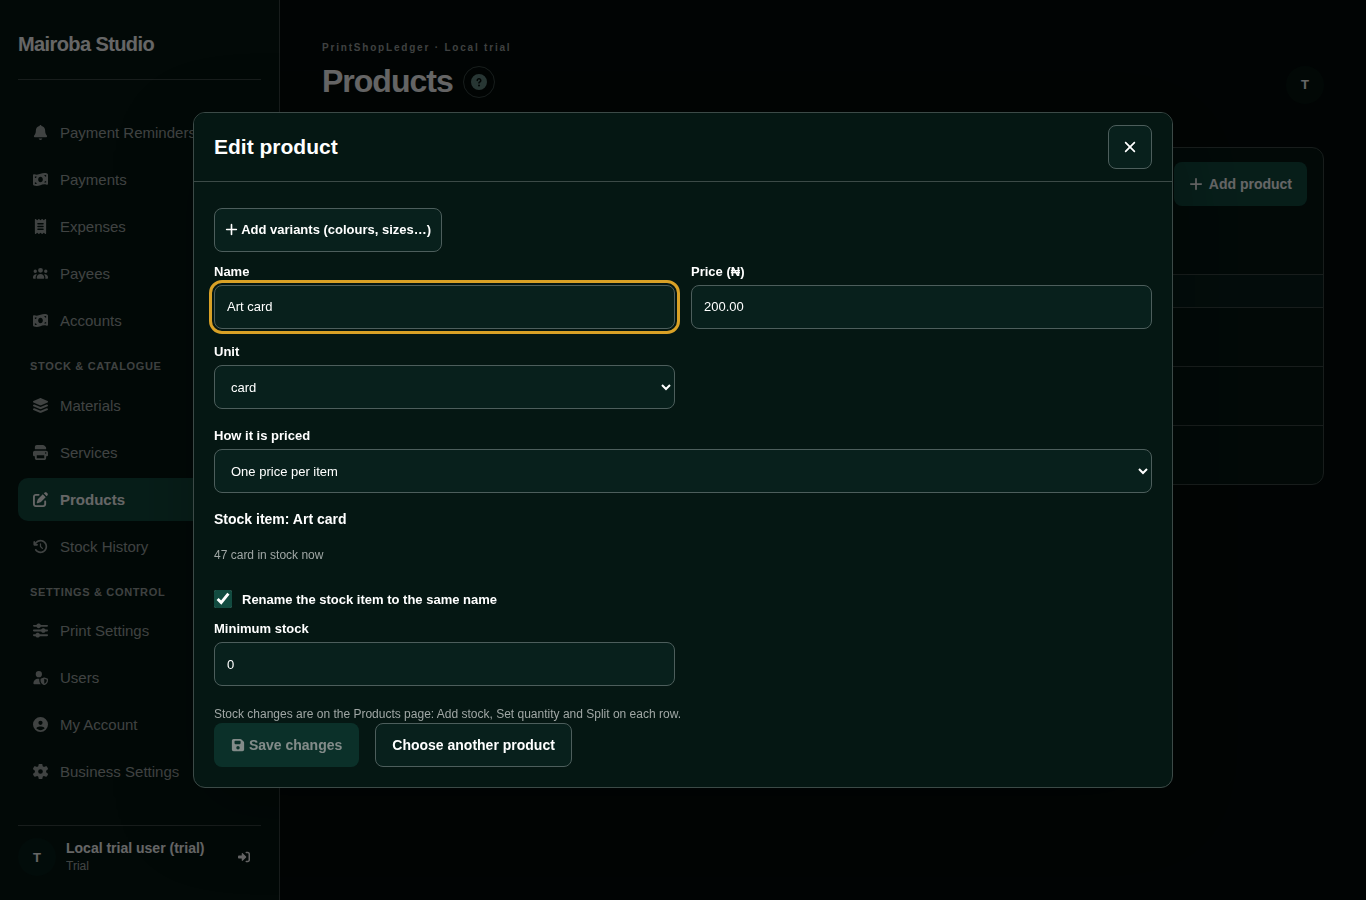 Mairoba Studio
PrintShopLedger · Local trial
Products
?
T
Payment Reminders
Payments
Expenses
Payees
Accounts
STOCK & CATALOGUE
Materials
Services
Products
Stock History
SETTINGS & CONTROL
Print Settings
Users
My Account
Business Settings
T
Local trial user (trial)
Trial
Add product
Edit product
Add variants (colours, sizes…)
Name
Price (₦)
Art card
200.00
Unit
card
How it is priced
One price per item
Stock item: Art card
47 card in stock now
Rename the stock item to the same name
Minimum stock
0
Stock changes are on the Products page: Add stock, Set quantity and Split on each row.
Save changes
Choose another product